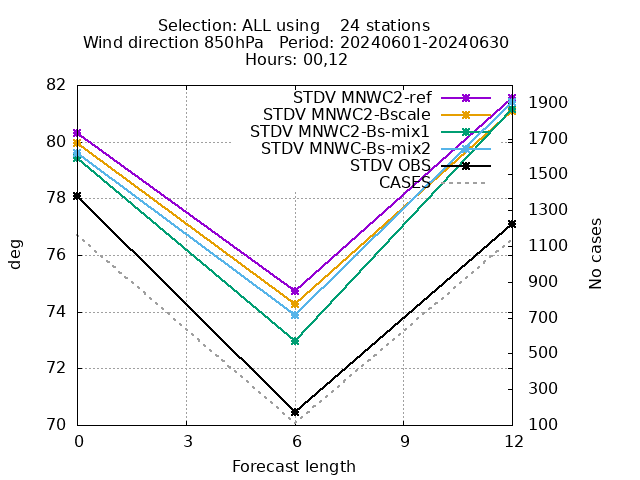 Selection: ALL using    24 stations
Wind direction 850hPa   Period: 20240601-20240630
Hours: 00,12
STDV MNWC2-ref
STDV MNWC2-Bscale
STDV MNWC2-Bs-mix1
STDV MNWC-Bs-mix2
STDV OBS
CASES
82
80
78
76
74
72
70
deg
1900
1700
1500
1300
1100
900
700
500
300
100
No cases
0 3 6 9 12
Forecast length